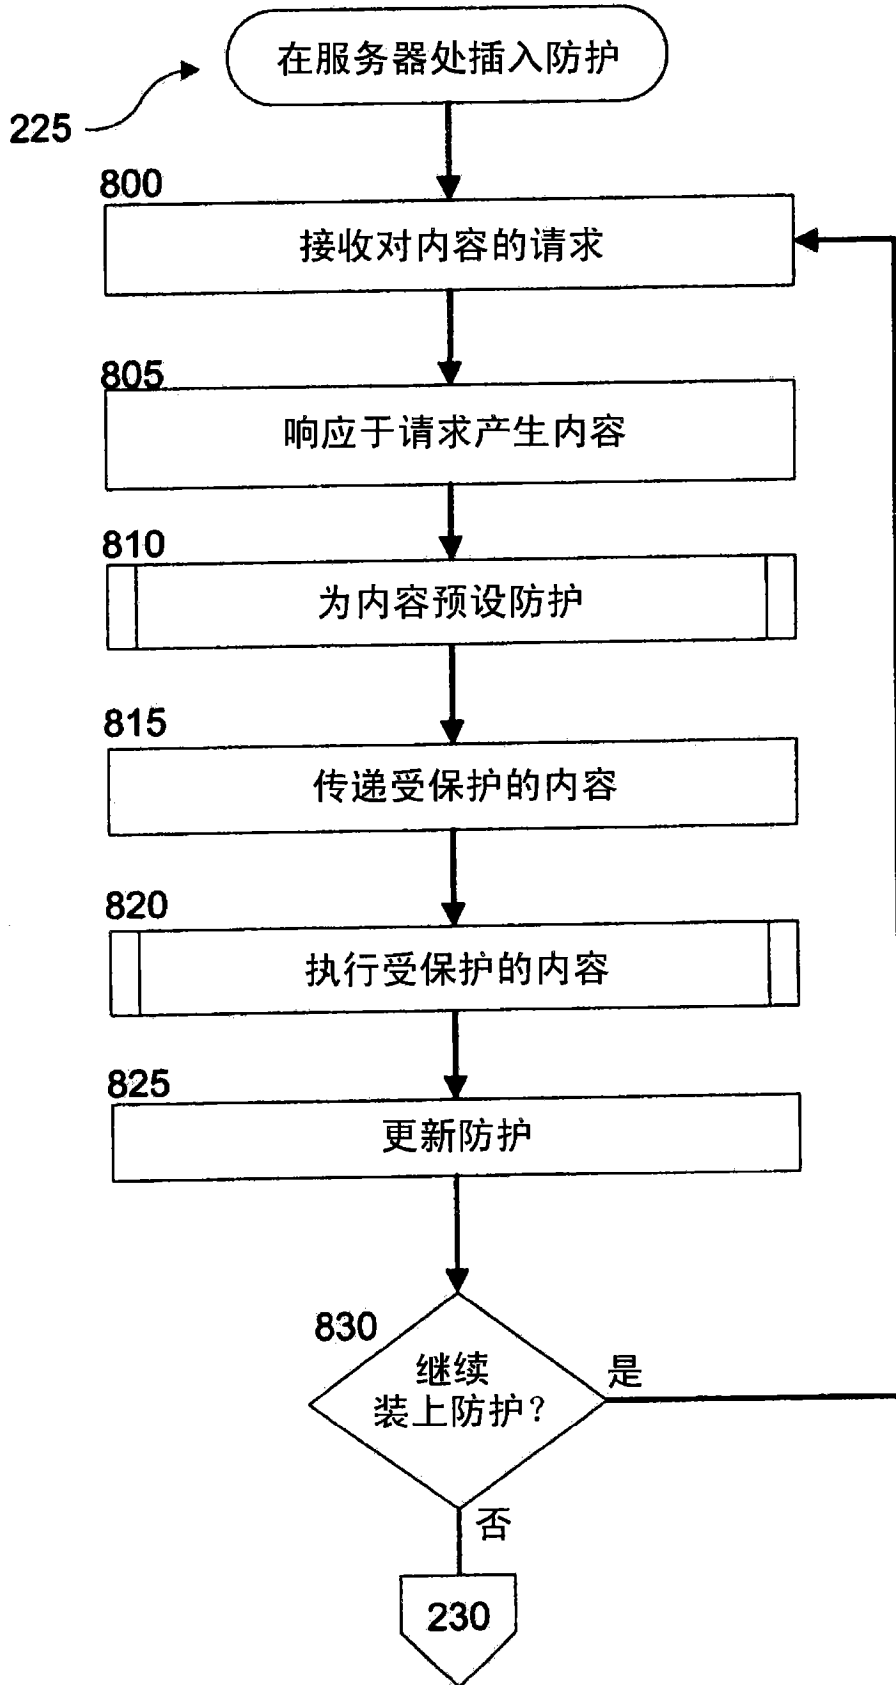 在服务器处插入防护
225
800
接收对内容的请求
805
响应于请求产生内容
810
为内容预设防护
815
传递受保护的内容
820
执行受保护的内容
825
更新防护
830
继续
装上防护？
是
否
230